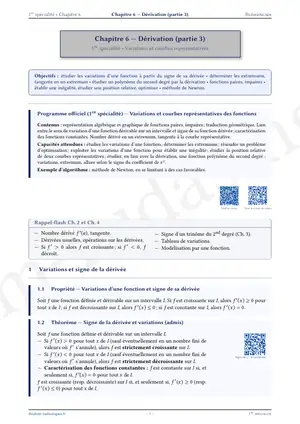 1ʳᵉ spécialité • Chapitre 6 Chapitre 6 — Dérivation (partie 3)
Chapitre 6 — Dérivation (partie 3)
1ʳᵉ spécialité • Variations et courbes représentatives
Objectifs : étudier les variations d'une fonction à partir du signe de sa dérivée • déterminer les extremums,
tangente en un extremum • étudier un polynôme du second degré par la dérivation • fonctions paires, impaires •
établir une inégalité, étudier une position relative, optimiser • méthode de Newton.
Programme officiel (1ʳᵉ spécialité) — Variations et courbes représentatives des fonctions
Contenus : représentation algébrique et graphique de fonctions paires, impaires; traduction géométrique. Lien
entre le sens de variation d'une fonction dérivable sur un intervalle et signe de sa fonction dérivée; caractérisation
des fonctions constantes. Nombre dérivé en un extremum, tangente à la courbe représentative.
Capacités attendues : étudier les variations d'une fonction; déterminer les extremums; résoudre un problème
d'optimisation; exploiter les variations d'une fonction pour établir une inégalité; étudier la position relative
de deux courbes représentatives; étudier, en lien avec la dérivation, une fonction polynôme du second degré :
variations, extremum, allure selon le signe du coefficient de x².
Exemple d'algorithme : méthode de Newton, en se limitant à des cas favorables.
Rappel-flash Ch. 2 et Ch. 4
— Nombre dérivé f′(a), tangente.
— Dérivées usuelles, opérations sur les dérivées.
— Si f′ > 0 alors f est croissante; si f′ < 0, f
décroît.
— Signe d'un trinôme du 2ⁿᵈ degré (Ch. 3).
— Tableau de variations.
— Modélisation par une fonction.
1 Variations et signe de la dérivée
1.1 Propriété — Variations d'une fonction et signe de sa dérivée
Soit f une fonction définie et dérivable sur un intervalle I. Si f est croissante sur I, alors f′(x) ≥ 0 pour
tout x de I; si f est décroissante sur I, alors f′(x) ≤ 0; si f est constante sur I, alors f′(x) = 0.
1.2 Théorème — Signe de la dérivée et variations (admis)
Soit f une fonction définie et dérivable sur un intervalle I.
— Si f′(x) > 0 pour tout x de I (sauf éventuellement en un nombre fini de
valeurs où f′ s'annule), alors f est strictement croissante sur I.
— Si f′(x) < 0 pour tout x de I (sauf éventuellement en un nombre fini de
valeurs où f′ s'annule), alors f est strictement décroissante sur I.
— Caractérisation des fonctions constantes : f est constante sur I si, et
seulement si, f′(x) = 0 pour tout x de I.
f est croissante (resp. décroissante) sur I si, et seulement si, f′(x) ≥ 0 (resp.
f′(x) ≤ 0) pour tout x de I.
– 1 –